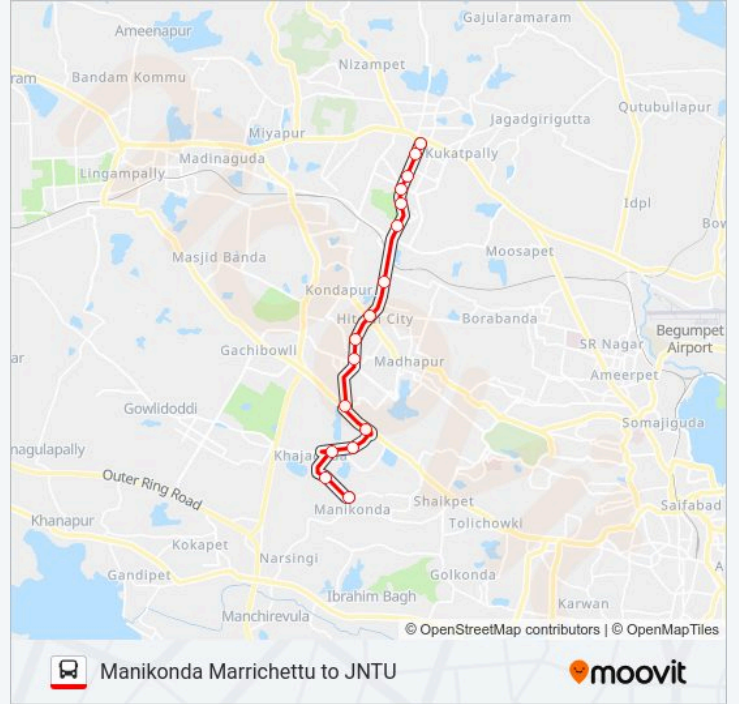 Gajularamaram
Ameenapur
Nizampet
ram
Bandam Kommu
Qutubullapur
Jagadgirigutta
Miyapur
Madinaguda
Kukatpally
Lingampally
Idpl
Bow
Masjid Banda
Moosapet
Kondapur
Hitech City
Borabanda
Begumpet
Airport
SR Nagar
ar
Gachibowli
Madhapur
Ameerpet
Gowlidoddi
Somajiguda
nagulapally
Khaja
Outer Ring Road
Shaikpet
Saifabad
Manikonda
Khanapur
Tolichowki
Kokapet
Narsingi
A
Gandipet
Golkonda
Ibrahim Bagh
Karwan
Manchirevula
© OpenStreetMap contributors | © OpenMapTiles
Manikonda Marrichettu to JNTU
moovit